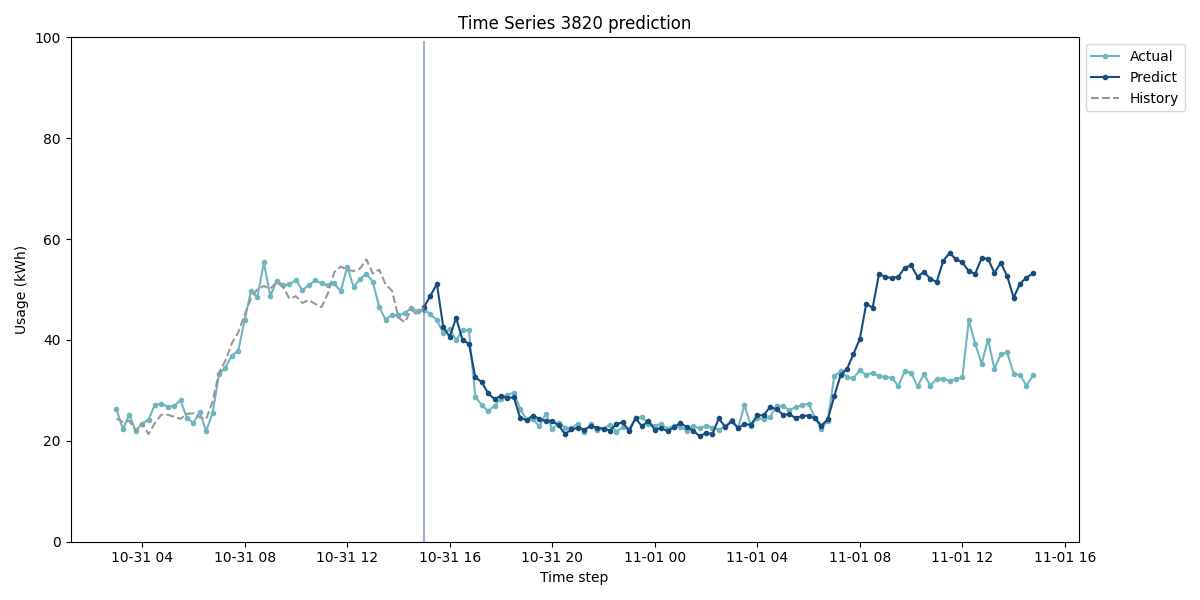 Time Series 3820 prediction
100
80
60
40
20
0
Usage (kWh)
10-31 04
10-31 08
10-31 12
10-31 16
10-31 20
11-01 00
11-01 04
11-01 08
11-01 12
11-01 16
Time step
Actual
Predict
History